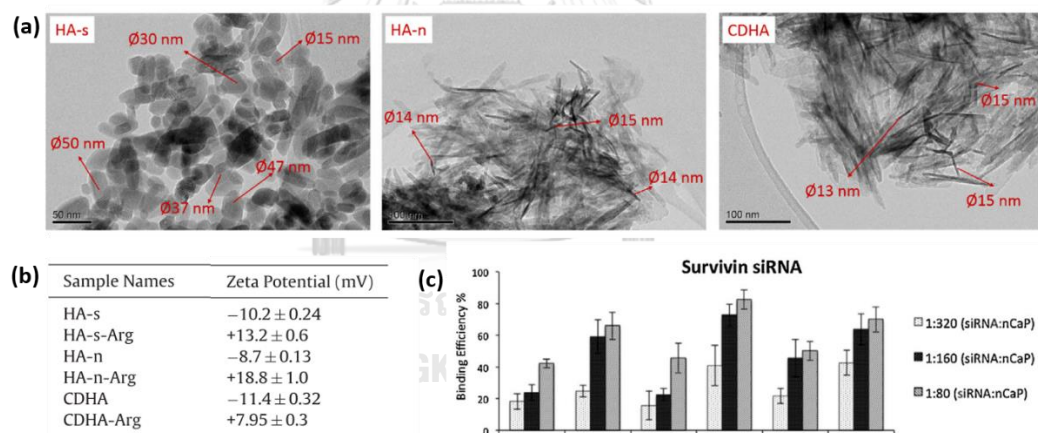 (a)
HA-s
Ø30 nm
Ø15 nm
Ø50 nm
Ø47 nm
Ø37 nm
50 nm
HA-n
Ø14 nm
Ø15 nm
Ø14 nm
CDHA
Ø15 nm
Ø13 nm
Ø15 nm
100 nm
(b)
Sample Names Zeta Potential (mV)
HA-s −10.2 ± 0.24
HA-s-Arg +13.2 ± 0.6
HA-n −8.7 ± 0.13
HA-n-Arg +18.8 ± 1.0
CDHA −11.4 ± 0.32
CDHA-Arg +7.95 ± 0.3
(c)
Survivin siRNA
Binding Efficiency %
100
80
60
40
20
0
1:320 (siRNA:nCaP)
1:160 (siRNA:nCaP)
1:80 (siRNA:nCaP)